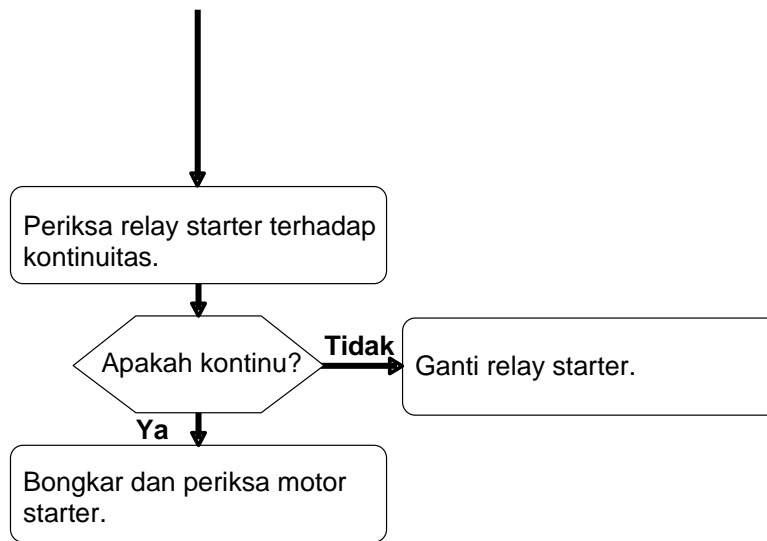 Periksa relay starter terhadap
kontinuitas.
Apakah kontinu?
Tidak
Ganti relay starter.
Ya
Bongkar dan periksa motor
starter.